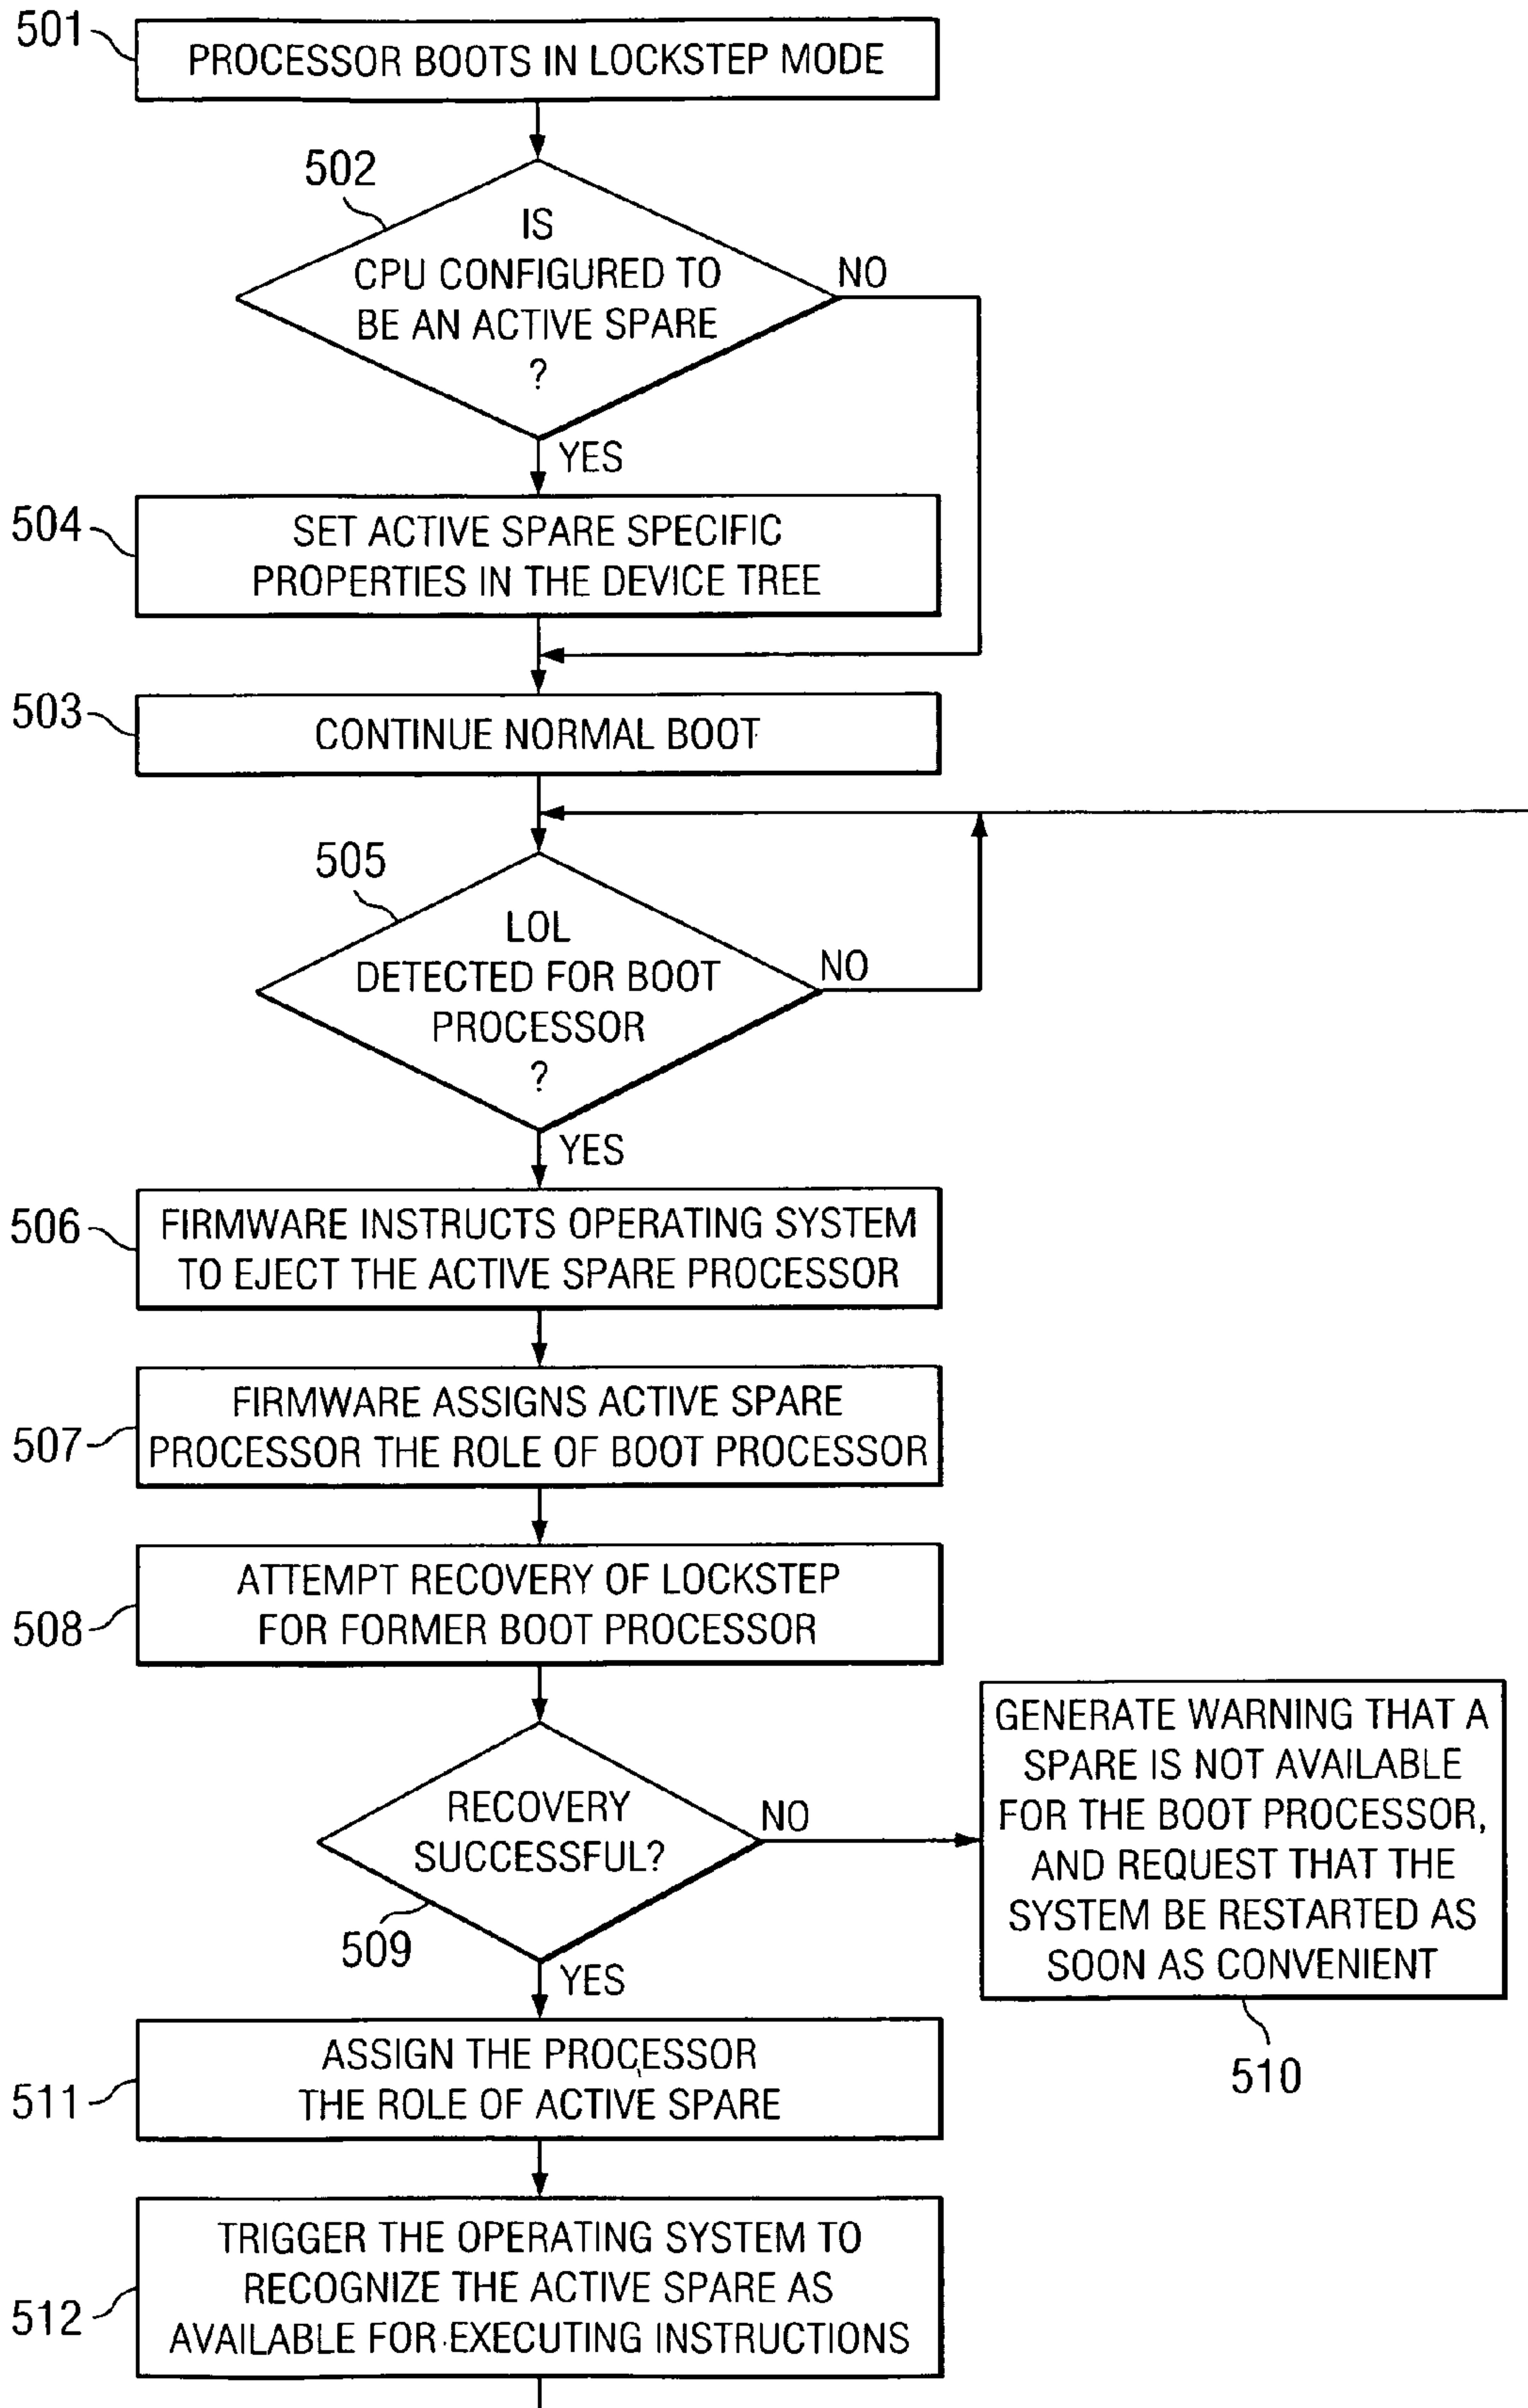 501
PROCESSOR BOOTS IN LOCKSTEP MODE
502
IS
CPU CONFIGURED TO
BE AN ACTIVE SPARE
?
NO
YES
504
SET ACTIVE SPARE SPECIFIC
PROPERTIES IN THE DEVICE TREE
503
CONTINUE NORMAL BOOT
505
LOL
DETECTED FOR BOOT
PROCESSOR
?
NO
YES
506
FIRMWARE INSTRUCTS OPERATING SYSTEM
TO EJECT THE ACTIVE SPARE PROCESSOR
507
FIRMWARE ASSIGNS ACTIVE SPARE
PROCESSOR THE ROLE OF BOOT PROCESSOR
508
ATTEMPT RECOVERY OF LOCKSTEP
FOR FORMER BOOT PROCESSOR
RECOVERY
SUCCESSFUL?
509
NO
YES
GENERATE WARNING THAT A
SPARE IS NOT AVAILABLE
FOR THE BOOT PROCESSOR,
AND REQUEST THAT THE
SYSTEM BE RESTARTED AS
SOON AS CONVENIENT
510
511
ASSIGN THE PROCESSOR
THE ROLE OF ACTIVE SPARE
512
TRIGGER THE OPERATING SYSTEM TO
RECOGNIZE THE ACTIVE SPARE AS
AVAILABLE FOR EXECUTING INSTRUCTIONS